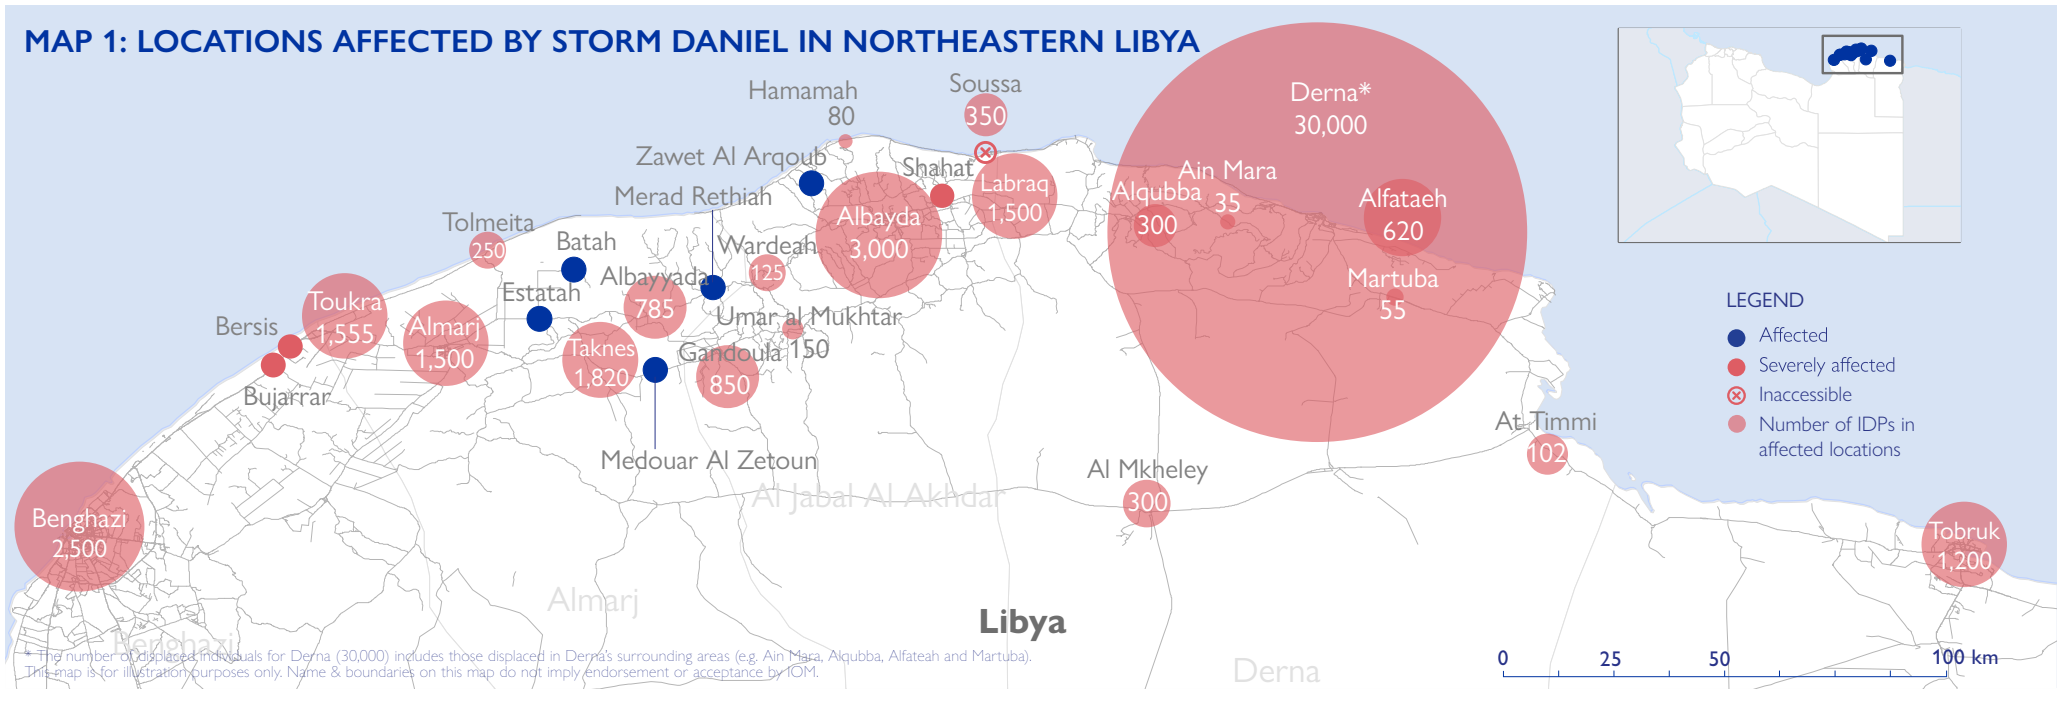 MAP 1: LOCATIONS AFFECTED BY STORM DANIEL IN NORTHEASTERN LIBYA
Hamamah
80
Soussa
350
Derna*
30,000
Zawet Al Arqoub
Shahat
Merad Rethiah
Labraq
1,500
Alqubba
300
Ain Mara
35
Alfataeh
620
Martuba
55
Tolmeita
250
Batah
Wardeah
125
Albayda
3,000
Estatah
Albayyada
785
Umar al Mukhtar
150
Toukra
1,555
Bersis
Bujarrar
Almarj
1,500
Taknes
1,820
Gandoula
850
Medouar Al Zetoun
Al Jabal Al Akhdar
Al Mkheley
300
At Timmi
102
Benghazi
2,500
Tobruk
1,200
Almarj
Libya
Benghazi
Derna
LEGEND
Affected
Severely affected
Inaccessible
Number of IDPs in
affected locations
0 25 50 100 km
* The number of displaced individuals for Derna (30,000) includes those displaced in Derna's surrounding areas (e.g. Ain Mara, Alqubba, Alfateah and Martuba).
This map is for illustration purposes only. Name & boundaries on this map do not imply endorsement or acceptance by IOM.